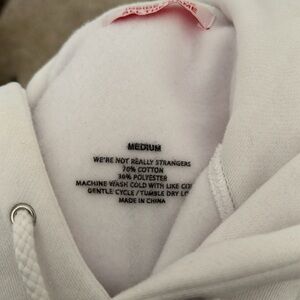 MEDIUM
WE'RE NOT REALLY STRANGERS
70% COTTON
30% POLYESTER
MACHINE WASH COLD WITH LIKE
GENTLE CYCLE / TUMBLE DRY
MADE IN CHINA